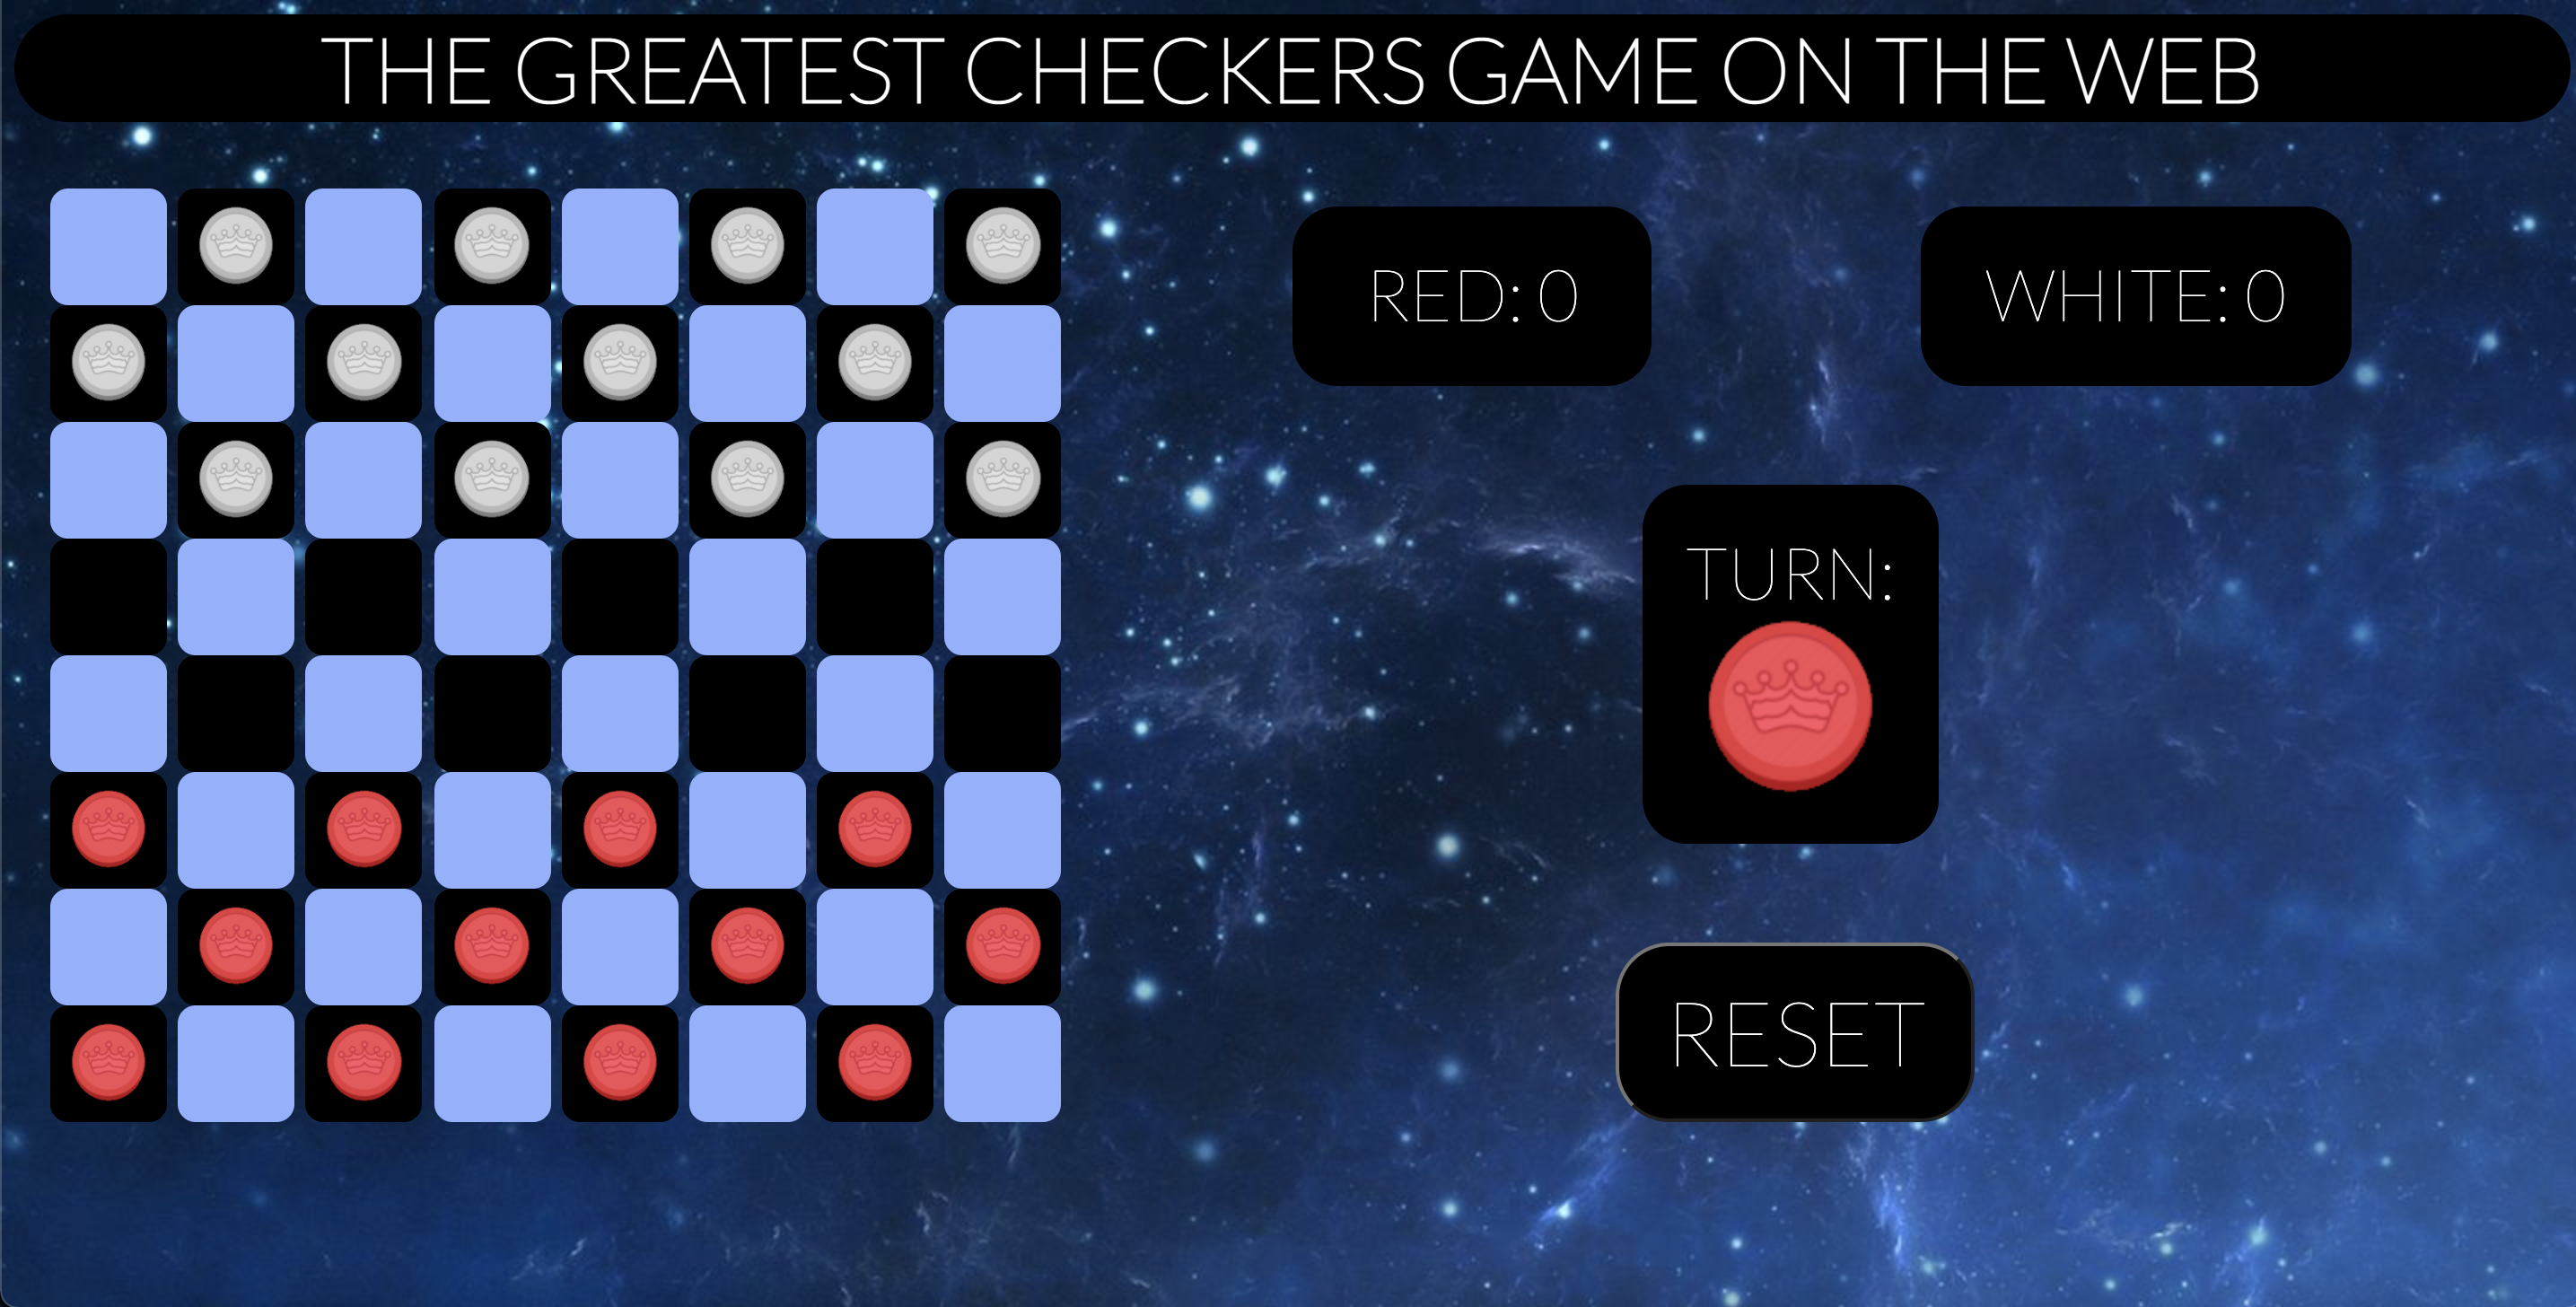 THE GREATEST CHECKERS GAME ON THE WEB
RED: 0
WHITE: 0
TURN:
RESET